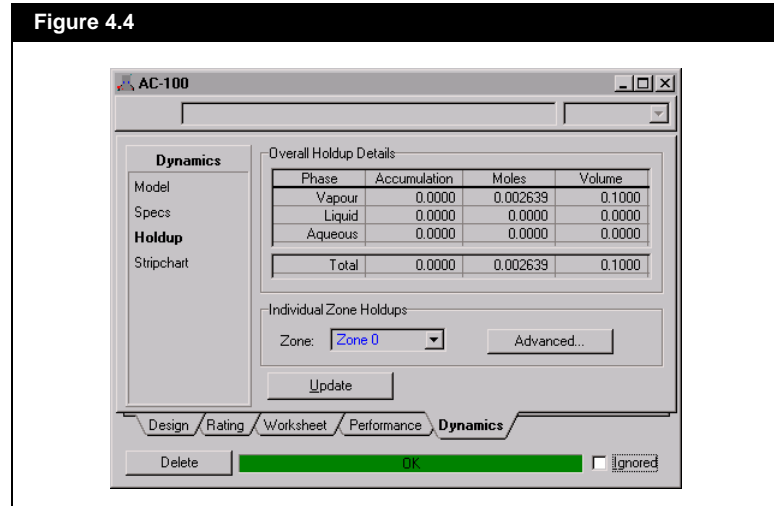 Figure 4.4
AC-100
Dynamics
Model
Specs
Holdup
Stripchart
Overall Holdup Details
Phase Accumulation Moles Volume
Vapour 0.0000 0.002639 0.1000
Liquid 0.0000 0.0000 0.0000
Aqueous 0.0000 0.0000 0.0000
Total 0.0000 0.002639 0.1000
Individual Zone Holdups
Zone: Zone 0 Advanced...
Update
Design Rating Worksheet Performance Dynamics
Delete OK Ignored